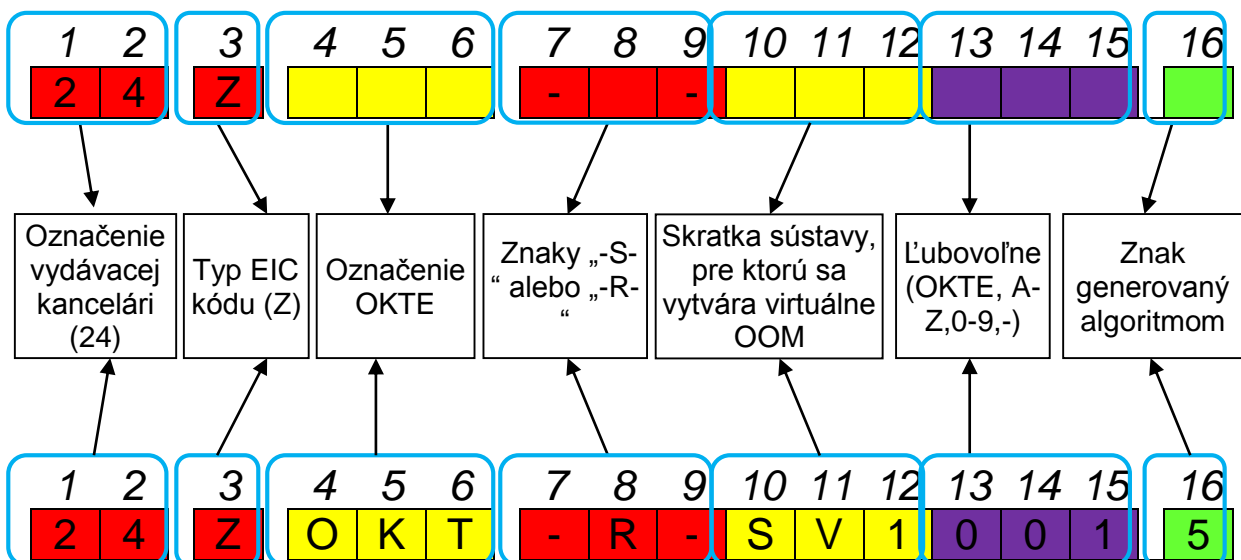 1 2 3 4 5 6 7 8 9 10 11 12 13 14 15 16
2 4 Z - -
Označenie
vydávacej
kancelári
(24)
Typ EIC
kódu (Z)
Označenie
OKTE
Znaky „-S-
“ alebo „-R-
“
Skratka sústavy,
pre ktorú sa
vytvára virtuálne
OOM
Ľubovoľne
(OKTE, A-
Z,0-9,-)
Znak
generovaný
algoritmom
1 2 3 4 5 6 7 8 9 10 11 12 13 14 15 16
2 4 Z O K T - R - S V 1 0 0 1 5